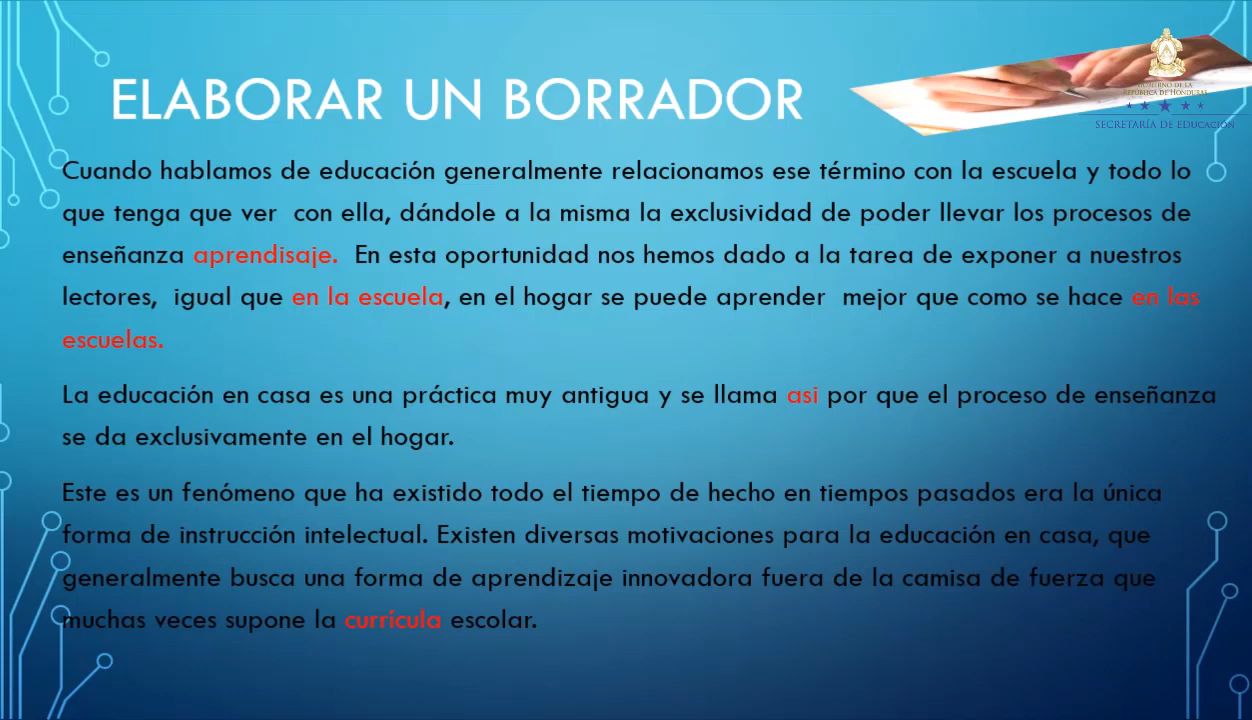 ELABORAR UN BORRADOR
GOBIERNO DE LA
REPÚBLICA DE HONDURAS
SECRETARÍA DE EDUCACIÓN
Cuando hablamos de educación generalmente relacionamos ese término con la escuela y todo lo
que tenga que ver con ella, dándole a la misma la exclusividad de poder llevar los procesos de
enseñanza aprendisaje. En esta oportunidad nos hemos dado a la tarea de exponer a nuestros
lectores, igual que en la escuela, en el hogar se puede aprender mejor que como se hace en las
escuelas.
La educación en casa es una práctica muy antigua y se llama asi por que el proceso de enseñanza
se da exclusivamente en el hogar.
Este es un fenómeno que ha existido todo el tiempo de hecho en tiempos pasados era la única
forma de instrucción intelectual. Existen diversas motivaciones para la educación en casa, que
generalmente busca una forma de aprendizaje innovadora fuera de la camisa de fuerza que
muchas veces supone la currícula escolar.